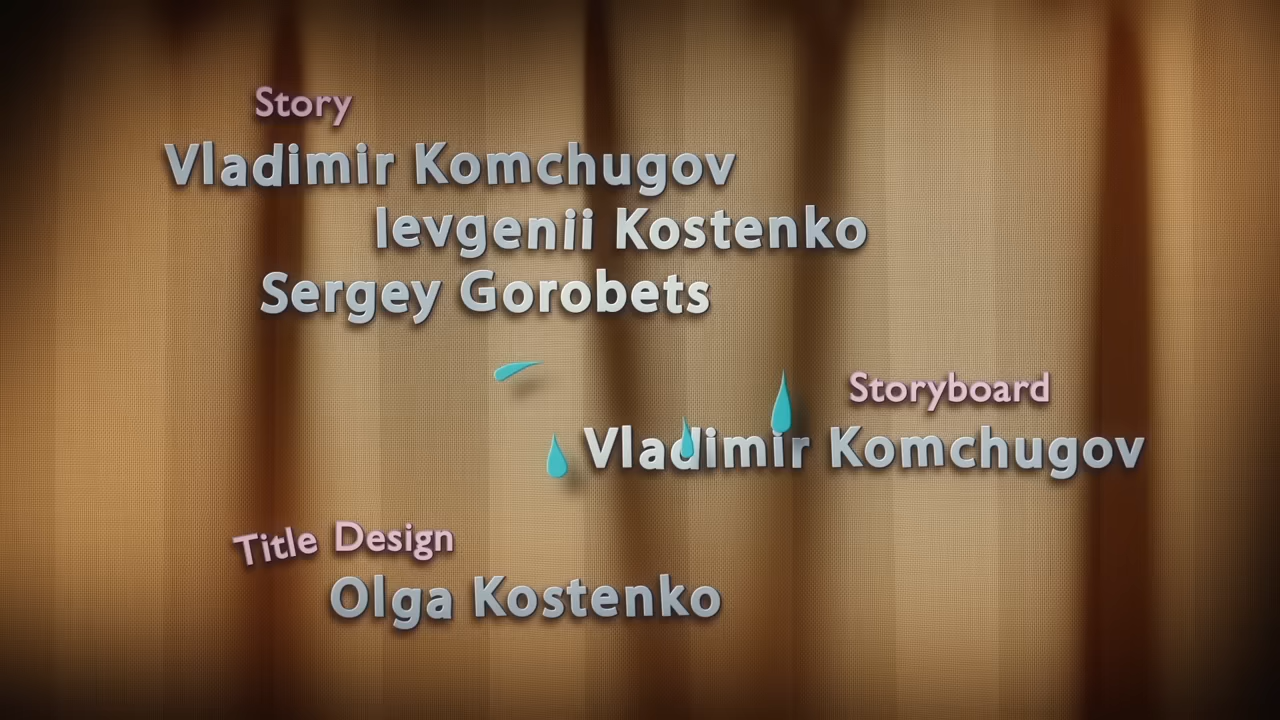 Story
Vladimir Komchugov
Ievgenii Kostenko
Sergey Gorobets
Storyboard
Vladimir Komchugov
Title Design
Olga Kostenko